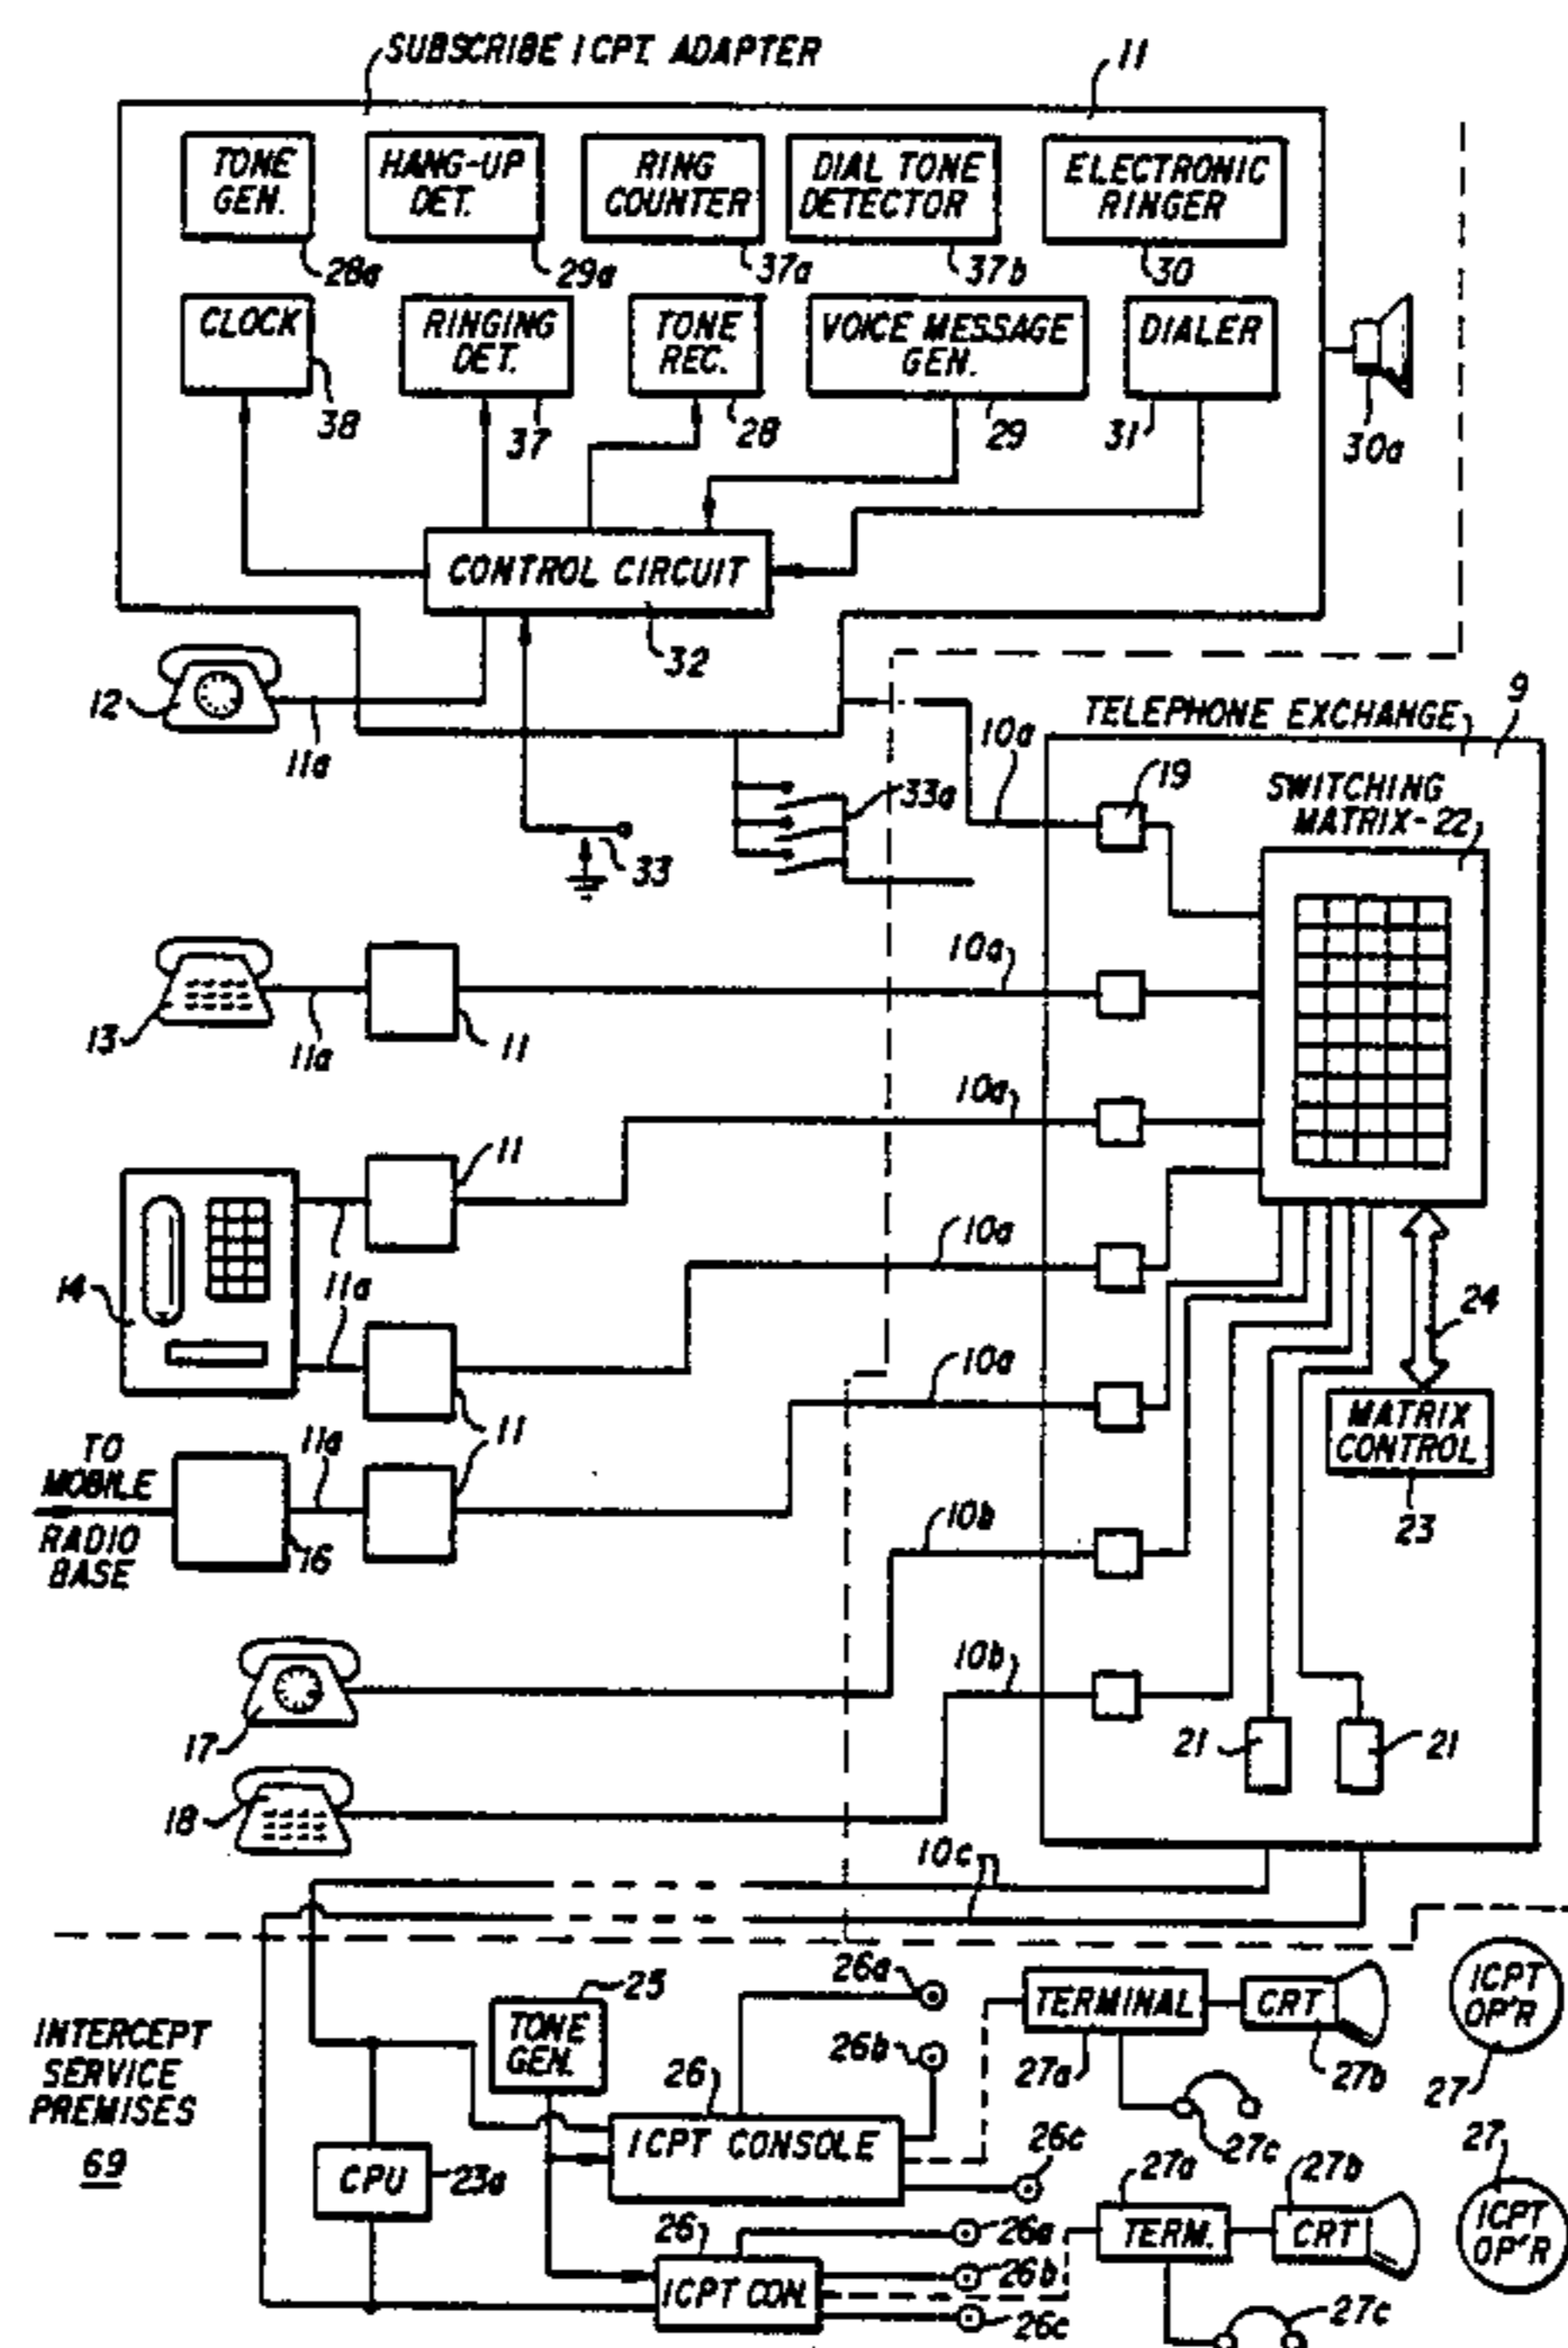 SUBSCRIBE ICPT ADAPTER
11
TONE GEN.
HANG-UP DET.
RING COUNTER
DIAL TONE DETECTOR
ELECTRONIC RINGER
28a
29a
37a
37b
30
CLOCK
RINGING DET.
TONE REC.
VOICE MESSAGE GEN.
DIALER
38
37
28
29
31
30a
CONTROL CIRCUIT
32
12
11a
33
33a
10a
TELEPHONE EXCHANGE
9
19
SWITCHING
MATRIX-22
13
11a
11
10a
10a
11
14
11a
10a
11
10a
24
MATRIX CONTROL
23
TO
MOBILE
RADIO
BASE
11a
16
10b
17
10b
18
21
21
10c
INTERCEPT
SERVICE
PREMISES
69
25
TONE GEN.
26a
26b
26
ICPT CONSOLE
26c
TERMINAL
27a
CRT
27b
27c
ICPT
OP'R
27
CPU
23a
26
ICPT CON.
26a
26b
26c
27a
TERM.
27b
CRT
27c
27
ICPT
OP'R